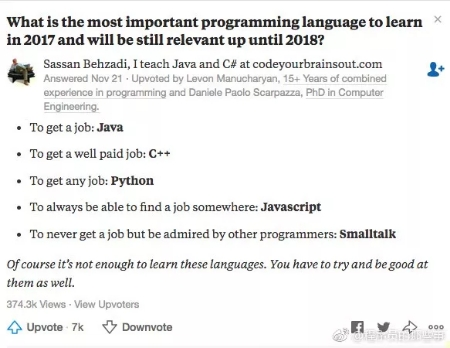 What is the most important programming language to learn
in 2017 and will be still relevant up until 2018?
Sassan Behzadi, I teach Java and C# at codeyourbrainsout.com
Answered Nov 21 · Upvoted by Levon Manucharyan, 15+ Years of combined
experience in programming and Daniele Paolo Scarpazza, PhD in Computer
Engineering.
• To get a job: Java
• To get a well paid job: C++
• To get any job: Python
• To always be able to find a job somewhere: Javascript
• To never get a job but be admired by other programmers: Smalltalk
Of course it's not enough to learn these languages. You have to try and be good at
them as well.
374.3k Views · View Upvoters
Upvote · 7k Downvote